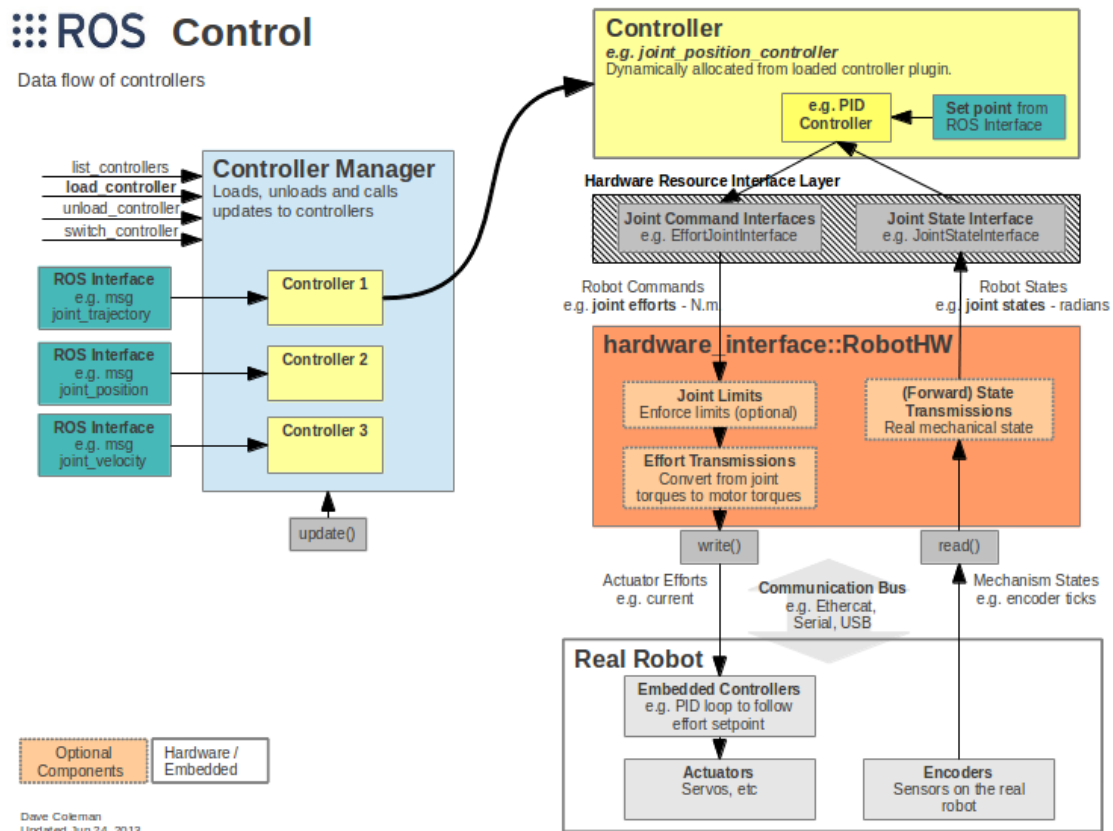 ROS Control
Data flow of controllers
list_controllers
load_controller
unload_controller
switch_controller
Controller Manager
Loads, unloads and calls
updates to controllers
ROS Interface
e.g. msg
joint_trajectory
Controller 1
ROS Interface
e.g. msg
joint_position
Controller 2
ROS Interface
e.g. msg
joint_velocity
Controller 3
update()
Controller
e.g. joint_position_controller
Dynamically allocated from loaded controller plugin.
e.g. PID
Controller
Set point from
ROS Interface
Hardware Resource Interface Layer
Joint Command Interfaces
e.g. EffortJointInterface
Joint State Interface
e.g. JointStateInterface
Robot Commands
e.g. joint efforts - N.m
Robot States
e.g. joint states - radians
hardware_interface::RobotHW
Joint Limits
Enforce limits (optional)
Effort Transmissions
Convert from joint
torques to motor torques
(Forward) State
Transmissions
Real mechanical state
write()
read()
Actuator Efforts
e.g. current
Communication Bus
e.g. Ethercat,
Serial, USB
Mechanism States
e.g. encoder ticks
Real Robot
Embedded Controllers
e.g. PID loop to follow
effort setpoint
Actuators
Servos, etc
Encoders
Sensors on the real
robot
Optional
Components
Hardware /
Embedded
Dave Coleman
Updated Jun 24, 2013